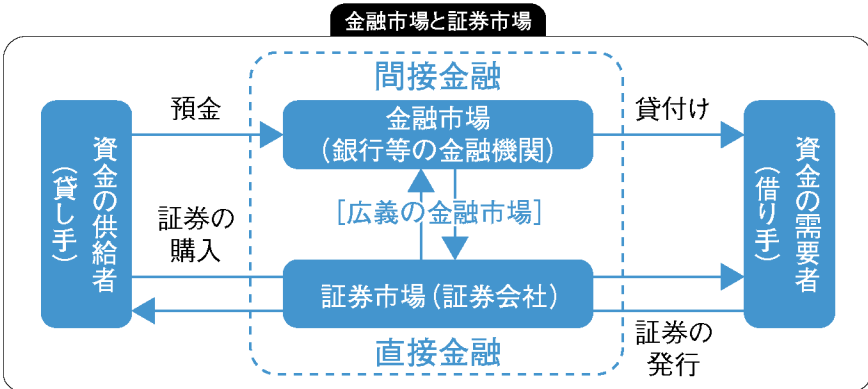 金融市場と証券市場
間接金融
資金の供給者
(貸し手)
預金
金融市場
(銀行等の金融機関)
貸付け
資金の需要者
(借り手)
[広義の金融市場]
証券の
購入
証券市場(証券会社)
証券の
発行
直接金融